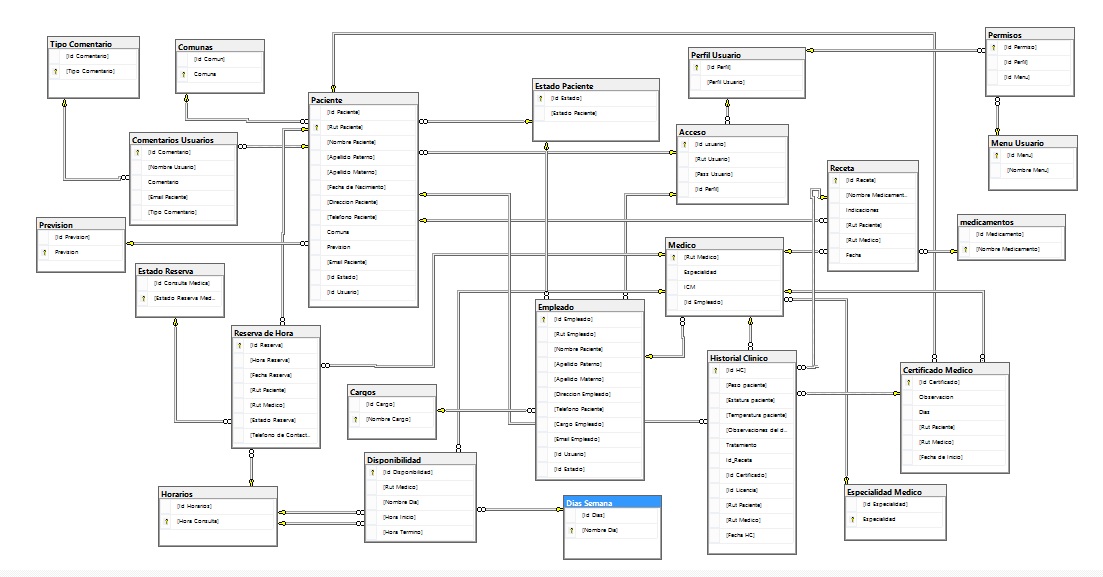 Tipo Comentario
[Id Comentario]
[Tipo Comentario]
Comunas
[Id Comun]
Comuna
Paciente
[Id Paciente]
[Rut Paciente]
[Nombre Paciente]
[Apelido Paterno]
[Apelido Materno]
[Fecha de Nacimiento]
[Direccion Paciente]
[Telefono Paciente]
Comuna
Prevision
[Email Paciente]
[Id Estado]
[Id Usuario]
Estado Paciente
[Id Estado]
[Estado Paciente]
Perfil Usuario
[Id Perfil]
[Perfil Usuario]
Permisos
[Id Permiso]
[Id Perfil]
[Id Menu]
Comentarios Usuarios
[Id Comentario]
[Nombre Usuario]
Comentario
[Email Paciente]
[Tipo Comentario]
Acceso
[Id usuario]
[Rut Usuario]
[Pass Usuario]
[Id Perfil]
Menu Usuario
[Id Menu]
[Nombre Menu]
Receta
[Id Receta]
[Nombre Medicament...
Indicaciones
[Rut Paciente]
[Rut Medico]
Fecha
Prevision
[Id Prevision]
Prevision
medicamentos
[Id Medicamento]
[Nombre Medicamento]
Estado Reserva
[Id Consulta Medica]
[Estado Reserva Med...
Medico
[Rut Medico]
Especialidad
ICM
[Id Empleado]
Empleado
[Id Empleado]
[Rut Empleado]
[Nombre Paciente]
[Apelido Paterno]
[Apelido Materno]
[Direccion Empleado]
[Telefono Paciente]
[Cargo Empleado]
[Email Empleado]
[Id Usuario]
[Id Estado]
Reserva de Hora
[Id Reserva]
[Hora Reserva]
[Fecha Reserva]
[Rut Paciente]
[Rut Medico]
[Estado Reserva]
[Telefono de Contact...
Historial Clinico
[Id HC]
[Peso paciente]
[Estatura paciente]
[Temperatura paciente]
[Observaciones del d...
Tratamiento
Id_Receta
[Id Certificado]
[Id Licencia]
[Rut Paciente]
[Rut Medico]
[Fecha HC]
Certificado Medico
[Id Certificado]
Observacion
Dias
[Rut Paciente]
[Rut Medico]
[Fecha de Inicio]
Cargos
[Id Cargo]
[Nombre Cargo]
Disponibilidad
[Id Disponibilidad]
[Rut Medico]
[Nombre Dia]
[Hora Inicio]
[Hora Termino]
Horarios
[Id Horarios]
[Hora Consulta]
Dias Semana
[Id Dias]
[Nombre Dia]
Especialidad Medico
[Id Especialidad]
Especialidad